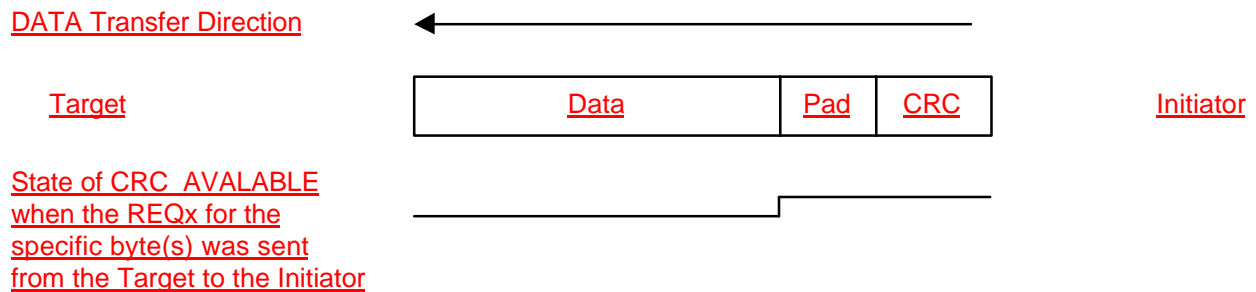 DATA Transfer Direction
Target
Data
Pad
CRC
Initiator
State of CRC_AVALABLE
when the REQx for the
specific byte(s) was sent
from the Target to the Initiator